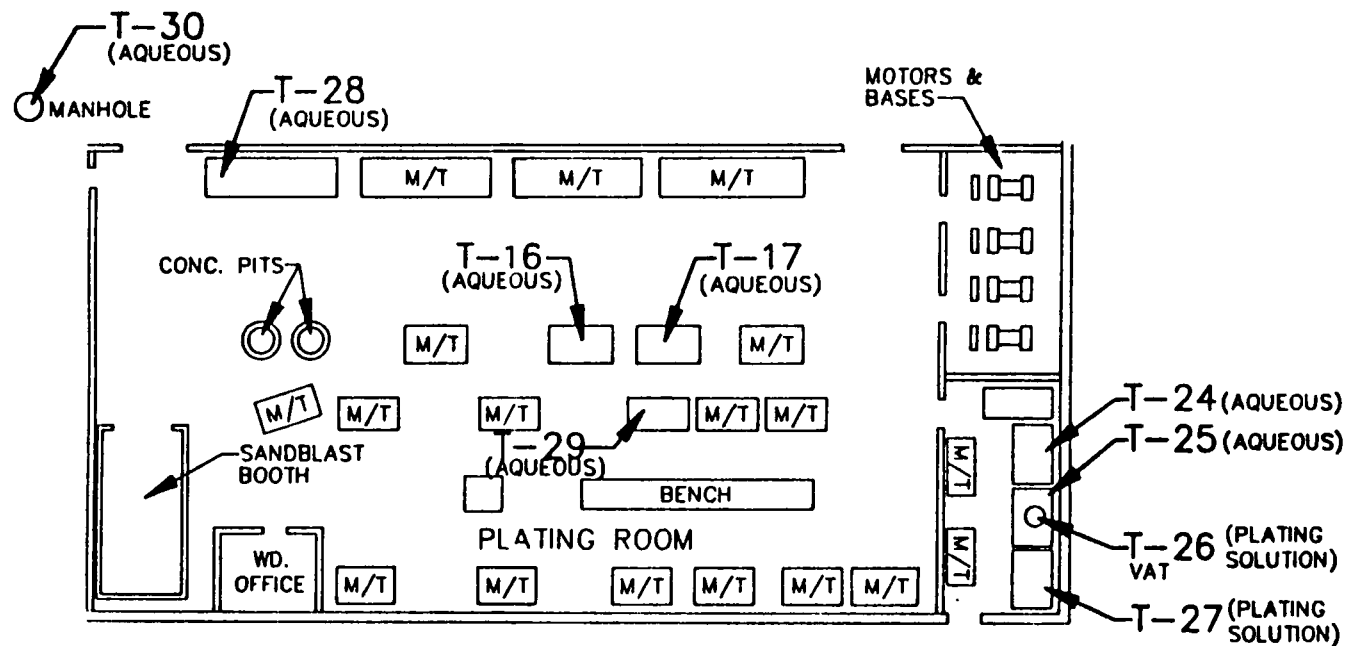 T-30
(AQUEOUS)
MANHOLE
T-28
(AQUEOUS)
MOTORS &
BASES
M/T
M/T
M/T
CONC. PITS
T-16
(AQUEOUS)
T-17
(AQUEOUS)
M/T
M/T
M/T
M/T
M/T
M/T
M/T
T-24 (AQUEOUS)
T-25 (AQUEOUS)
T-29
(AQUEOUS)
SANDBLAST
BOOTH
M/T
BENCH
PLATING ROOM
M/T
T-26 (PLATING
VAT SOLUTION)
WD.
OFFICE
M/T
M/T
M/T
M/T
M/T
M/T
T-27 (PLATING
SOLUTION)